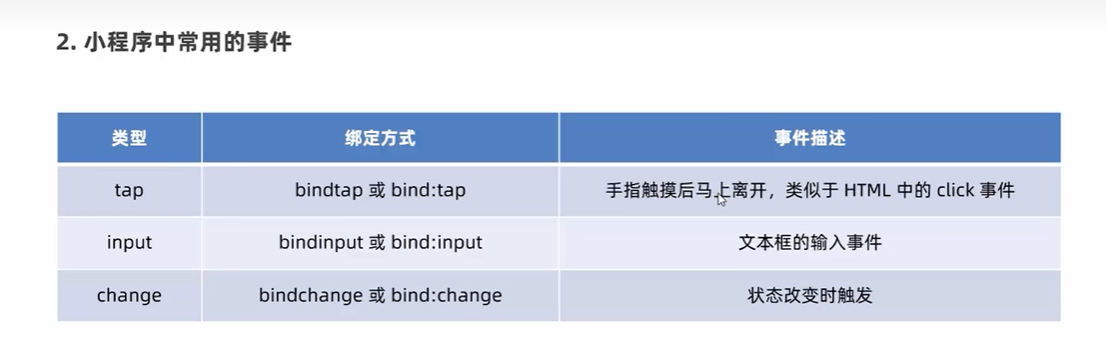 2. 小程序中常用的事件
类型 绑定方式 事件描述
tap bindtap 或 bind:tap 手指触摸后马上离开，类似于 HTML 中的 click 事件
input bindinput 或 bind:input 文本框的输入事件
change bindchange 或 bind:change 状态改变时触发